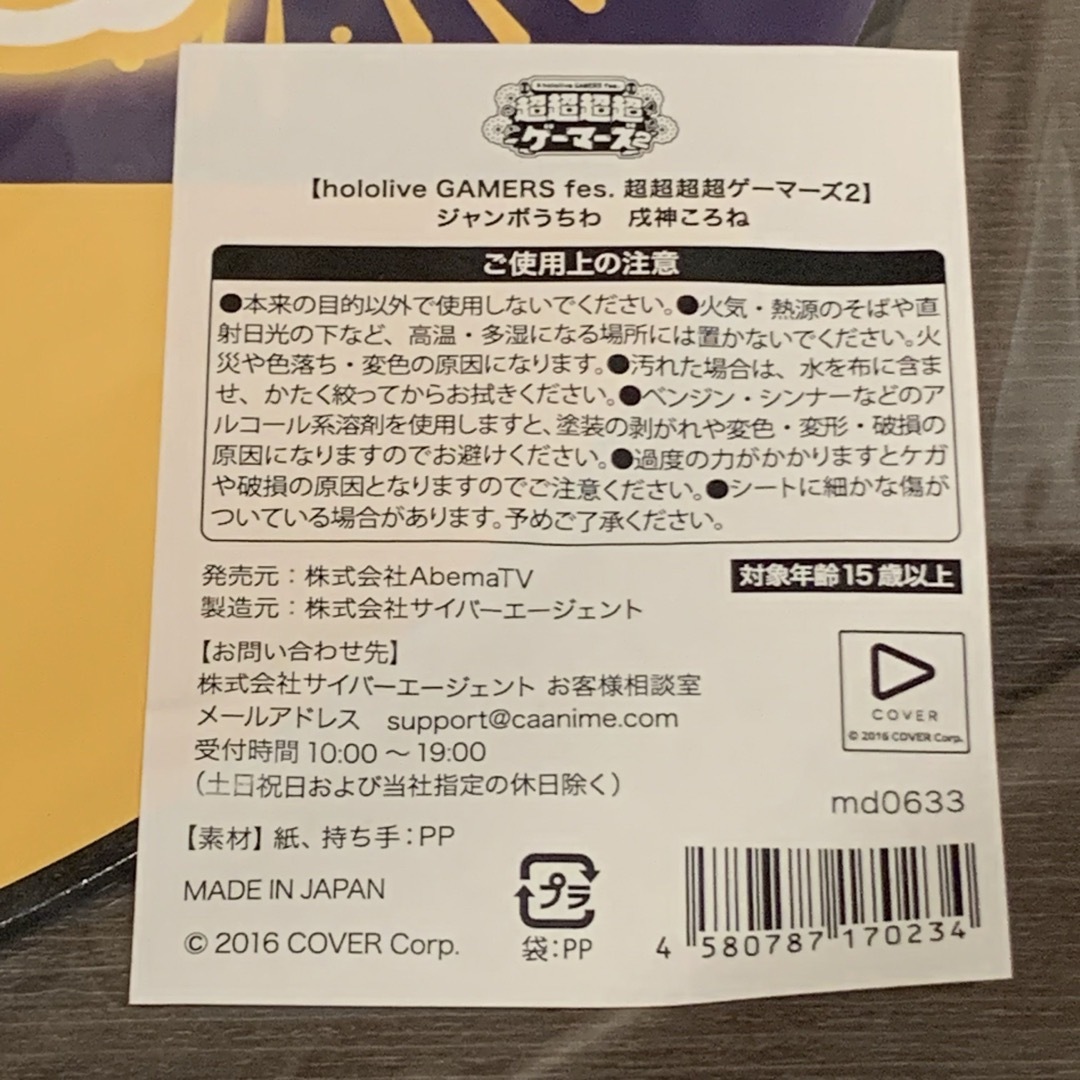 A hololive GAMERS Fes.
超超超超
ゲーマーズ2
【hololive GAMERS fes. 超超超超ゲーマーズ2】
ジャンボうちわ　戌神ころね
ご使用上の注意
●本来の目的以外で使用しないでください。●火気・熱源のそばや直
射日光の下など、高温・多湿になる場所には置かないでください。火
災や色落ち・変色の原因になります。●汚れた場合は、水を布に含ま
せ、かたく絞ってからお拭きください。●ベンジン・シンナーなどのア
ルコール系溶剤を使用しますと、塗装の剥がれや変色・変形・破損の
原因になりますのでお避けください。●過度の力がかかりますとケガ
や破損の原因となりますのでご注意ください。●シートに細かな傷が
ついている場合があります。予めご了承ください。
発売元：株式会社AbemaTV
対象年齢15歳以上
製造元：株式会社サイバーエージェント
【お問い合わせ先】
株式会社サイバーエージェント お客様相談室
メールアドレス　support@caanime.com
受付時間 10:00 〜 19:00
（土日祝日および当社指定の休日除く）
COVER
© 2016 COVER Corp.
md0633
【素材】紙、持ち手：PP
MADE IN JAPAN
© 2016 COVER Corp.
プラ
袋：PP
4 580787 170234